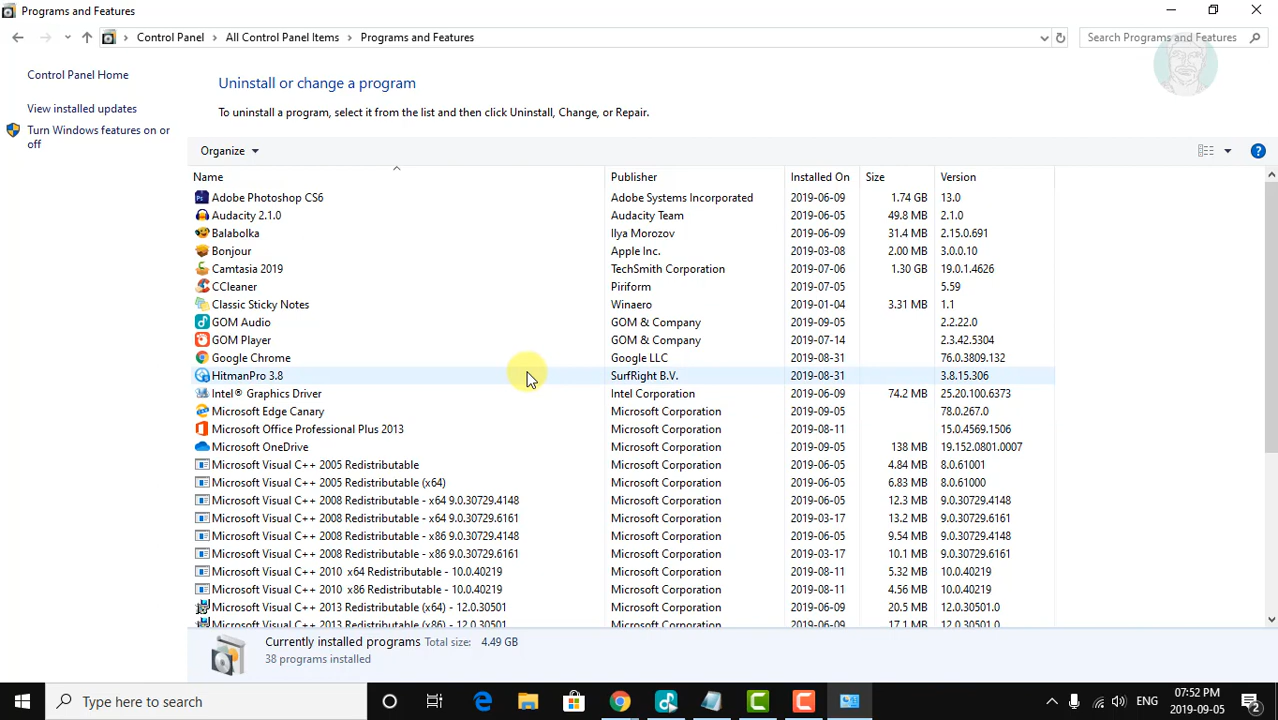 Programs and Features
Control Panel > All Control Panel Items > Programs and Features Search Programs and Features
Control Panel Home
View installed updates
Turn Windows features on or off
Uninstall or change a program
To uninstall a program, select it from the list and then click Uninstall, Change, or Repair.
Organize
Name Publisher Installed On Size Version
Adobe Photoshop CS6 Adobe Systems Incorporated 2019-06-09 1.74 GB 13.0
Audacity 2.1.0 Audacity Team 2019-06-05 49.8 MB 2.1.0
Balabolka Ilya Morozov 2019-06-05 31.4 MB 2.15.0.691
Bonjour Apple Inc. 2019-03-08 2.00 MB 3.0.0.10
Camtasia 2019 TechSmith Corporation 2019-07-06 1.30 GB 19.0.1.4626
CCleaner Piriform 2019-07-05 5.59
Classic Sticky Notes Winaero 2019-01-04 3.31 MB 1.1
GOM Audio GOM & Company 2019-09-05 2.2.22.0
GOM Player GOM & Company 2019-07-14 2.3.42.5304
Google Chrome Google LLC 2019-08-31 76.0.3809.132
HitmanPro 3.8 SurfRight B.V. 2019-08-31 3.8.15.306
Intel® Graphics Driver Intel Corporation 2019-06-09 74.2 MB 25.20.100.6373
Microsoft Edge Canary Microsoft Corporation 2019-09-05 78.0.267.0
Microsoft Office Professional Plus 2013 Microsoft Corporation 2019-08-11 15.0.4569.1506
Microsoft OneDrive Microsoft Corporation 2019-09-05 138 MB 19.152.0801.0007
Microsoft Visual C++ 2005 Redistributable Microsoft Corporation 2019-06-05 4.84 MB 8.0.61001
Microsoft Visual C++ 2005 Redistributable (x64) Microsoft Corporation 2019-06-05 6.83 MB 8.0.61000
Microsoft Visual C++ 2008 Redistributable - x64 9.0.30729.4148 Microsoft Corporation 2019-06-05 12.3 MB 9.0.30729.4148
Microsoft Visual C++ 2008 Redistributable - x64 9.0.30729.6161 Microsoft Corporation 2019-03-17 13.2 MB 9.0.30729.6161
Microsoft Visual C++ 2008 Redistributable - x86 9.0.30729.4148 Microsoft Corporation 2019-06-05 9.54 MB 9.0.30729.4148
Microsoft Visual C++ 2008 Redistributable - x86 9.0.30729.6161 Microsoft Corporation 2019-03-17 10.1 MB 9.0.30729.6161
Microsoft Visual C++ 2010 x64 Redistributable - 10.0.40219 Microsoft Corporation 2019-08-11 5.32 MB 10.0.40219
Microsoft Visual C++ 2010 x86 Redistributable - 10.0.40219 Microsoft Corporation 2019-08-11 4.56 MB 10.0.40219
Microsoft Visual C++ 2013 Redistributable (x64) - 12.0.30501 Microsoft Corporation 2019-06-09 20.5 MB 12.0.30501.0
Microsoft Visual C++ 2013 Redistributable (x86) - 12.0.30501 Microsoft Corporation 2019-06-09 17.1 MB 12.0.30501.0
Currently installed programs Total size: 4.49 GB
38 programs installed
Type here to search ENG 07:52 PM
2019-09-05 2